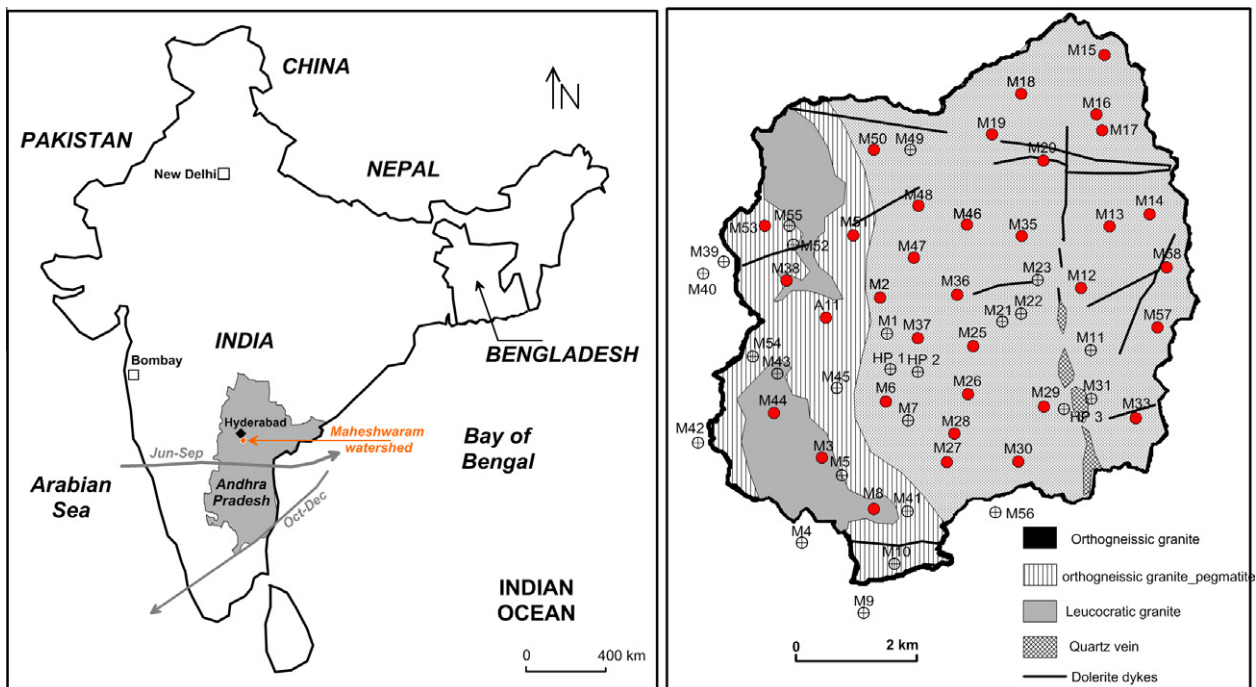 CHINA
N
PAKISTAN
New Delhi
NEPAL
INDIA
BENGLADESH
Bombay
Hyderabad
Maheshwaram
watershed
Jun-Sep
Bay of
Bengal
Arabian
Sea
Andhra
Pradesh
Oct-Dec
INDIAN
OCEAN
0 400 km
M15
M18
M16
M17
M19
M50 M49
M20
M48
M14
M55
M53
M51
M46
M35
M13
M52
M39
M47
M58
M40
M38
M23
M12
M2
M36
A11
M22
M21
M1
M37
M57
M25
M11
M54
M43
HP 1 HP 2
M45
M6
M26
M31
M29
M44
M7
HP 3
M33
M42
M28
M3
M27
M30
M5
M8
M41
M56
M4
M10
M9
Orthogneissic granite
orthogneissic granite_pegmatite
Leucocratic granite
Quartz vein
Dolerite dykes
0 2 km